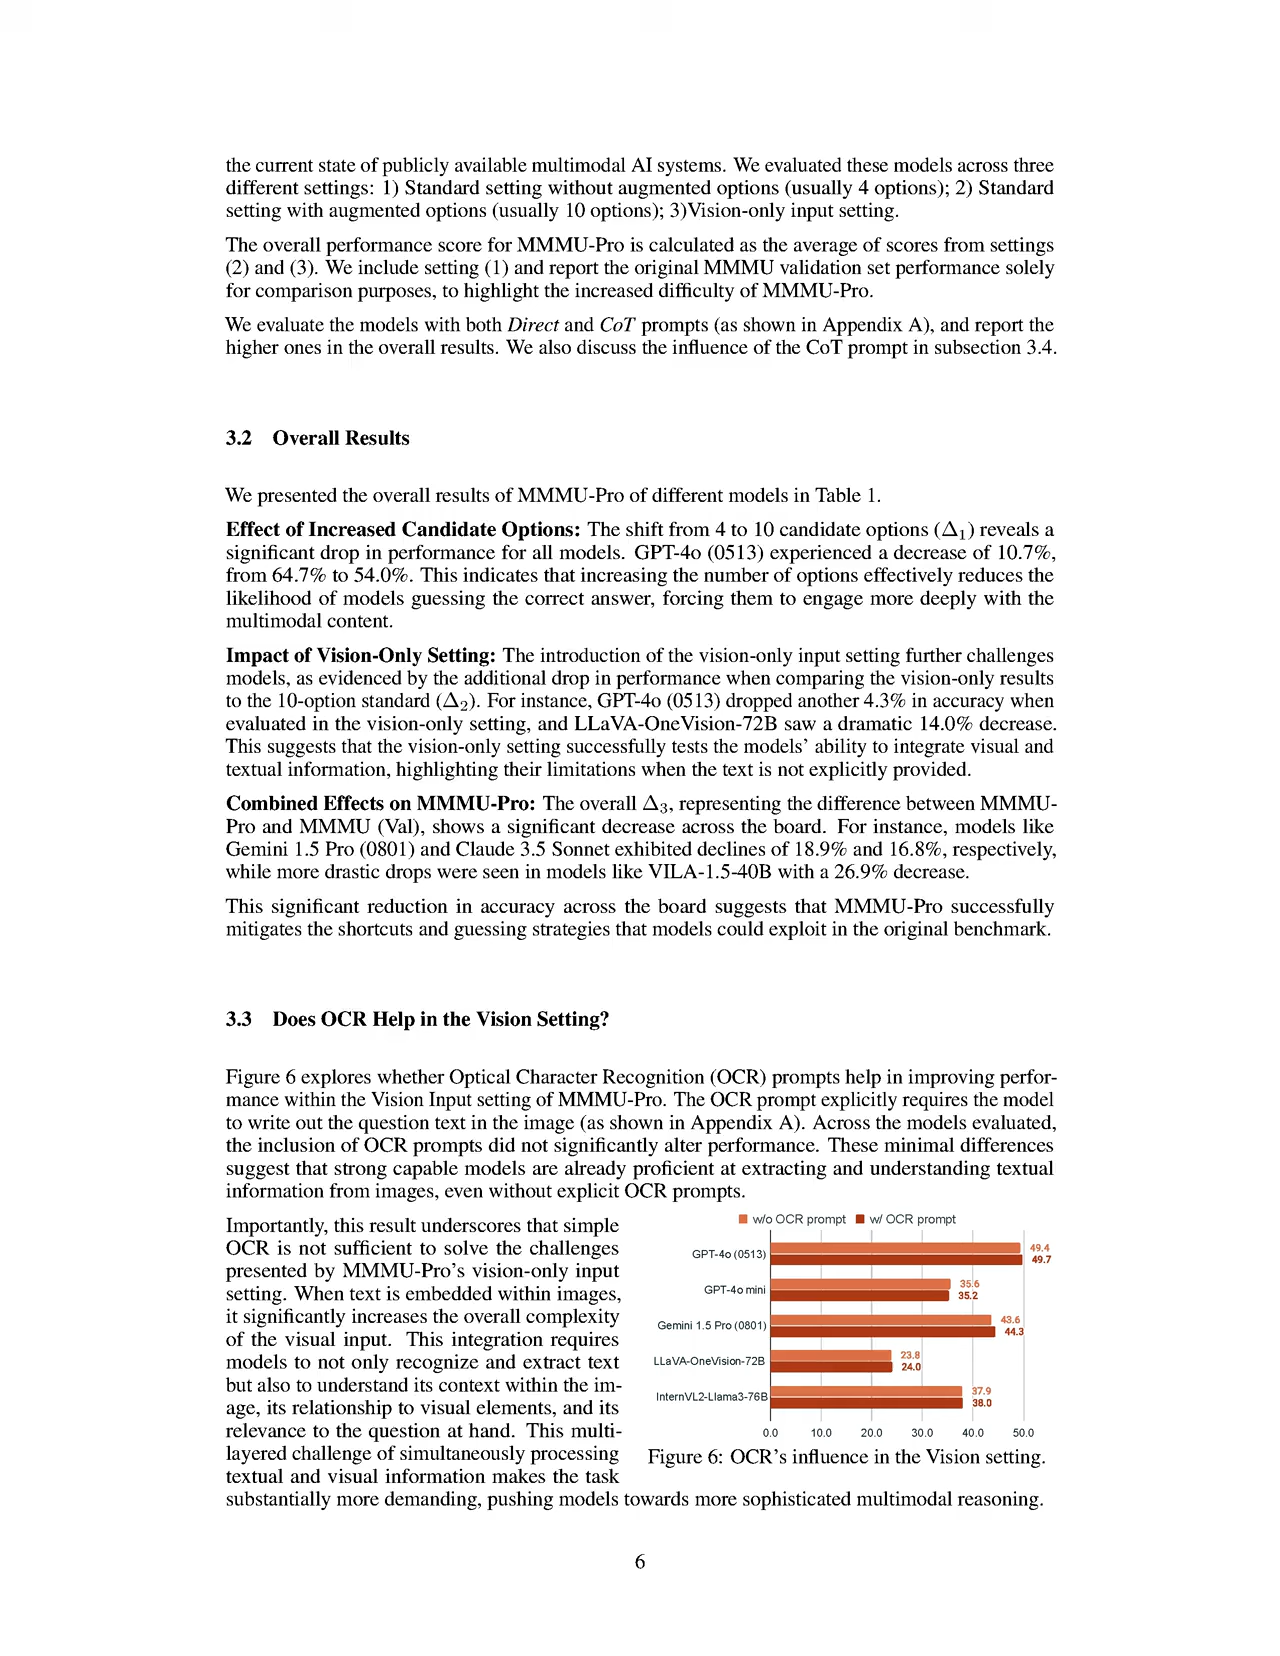 the current state of publicly available multimodal AI systems. We evaluated these models across three
different settings: 1) Standard setting without augmented options (usually 4 options); 2) Standard
setting with augmented options (usually 10 options); 3)Vision-only input setting.
The overall performance score for MMMU-Pro is calculated as the average of scores from settings
(2) and (3). We include setting (1) and report the original MMMU validation set performance solely
for comparison purposes, to highlight the increased difficulty of MMMU-Pro.
We evaluate the models with both Direct and CoT prompts (as shown in Appendix A), and report the
higher ones in the overall results. We also discuss the influence of the CoT prompt in subsection 3.4.
3.2 Overall Results
We presented the overall results of MMMU-Pro of different models in Table 1.
Effect of Increased Candidate Options: The shift from 4 to 10 candidate options (Δ₁) reveals a
significant drop in performance for all models. GPT-4o (0513) experienced a decrease of 10.7%,
from 64.7% to 54.0%. This indicates that increasing the number of options effectively reduces the
likelihood of models guessing the correct answer, forcing them to engage more deeply with the
multimodal content.
Impact of Vision-Only Setting: The introduction of the vision-only input setting further challenges
models, as evidenced by the additional drop in performance when comparing the vision-only results
to the 10-option standard (Δ₂). For instance, GPT-4o (0513) dropped another 4.3% in accuracy when
evaluated in the vision-only setting, and LLaVA-OneVision-72B saw a dramatic 14.0% decrease.
This suggests that the vision-only setting successfully tests the models' ability to integrate visual and
textual information, highlighting their limitations when the text is not explicitly provided.
Combined Effects on MMMU-Pro: The overall Δ₃, representing the difference between MMMU-
Pro and MMMU (Val), shows a significant decrease across the board. For instance, models like
Gemini 1.5 Pro (0801) and Claude 3.5 Sonnet exhibited declines of 18.9% and 16.8%, respectively,
while more drastic drops were seen in models like VILA-1.5-40B with a 26.9% decrease.
This significant reduction in accuracy across the board suggests that MMMU-Pro successfully
mitigates the shortcuts and guessing strategies that models could exploit in the original benchmark.
3.3 Does OCR Help in the Vision Setting?
Figure 6 explores whether Optical Character Recognition (OCR) prompts help in improving perfor-
mance within the Vision Input setting of MMMU-Pro. The OCR prompt explicitly requires the model
to write out the question text in the image (as shown in Appendix A). Across the models evaluated,
the inclusion of OCR prompts did not significantly alter performance. These minimal differences
suggest that strong capable models are already proficient at extracting and understanding textual
information from images, even without explicit OCR prompts.
Importantly, this result underscores that simple
OCR is not sufficient to solve the challenges
presented by MMMU-Pro's vision-only input
setting. When text is embedded within images,
it significantly increases the overall complexity
of the visual input. This integration requires
models to not only recognize and extract text
but also to understand its context within the im-
age, its relationship to visual elements, and its
relevance to the question at hand. This multi-
layered challenge of simultaneously processing
textual and visual information makes the task
substantially more demanding, pushing models towards more sophisticated multimodal reasoning.
w/o OCR prompt w/ OCR prompt
GPT-4o (0513) 49.4
49.7
GPT-4o mini 35.6
35.2
Gemini 1.5 Pro (0801) 43.6
44.3
LLaVA-OneVision-72B 23.8
24.0
InternVL2-Llama3-76B 37.9
38.0
0.0 10.0 20.0 30.0 40.0 50.0
Figure 6: OCR's influence in the Vision setting.
6